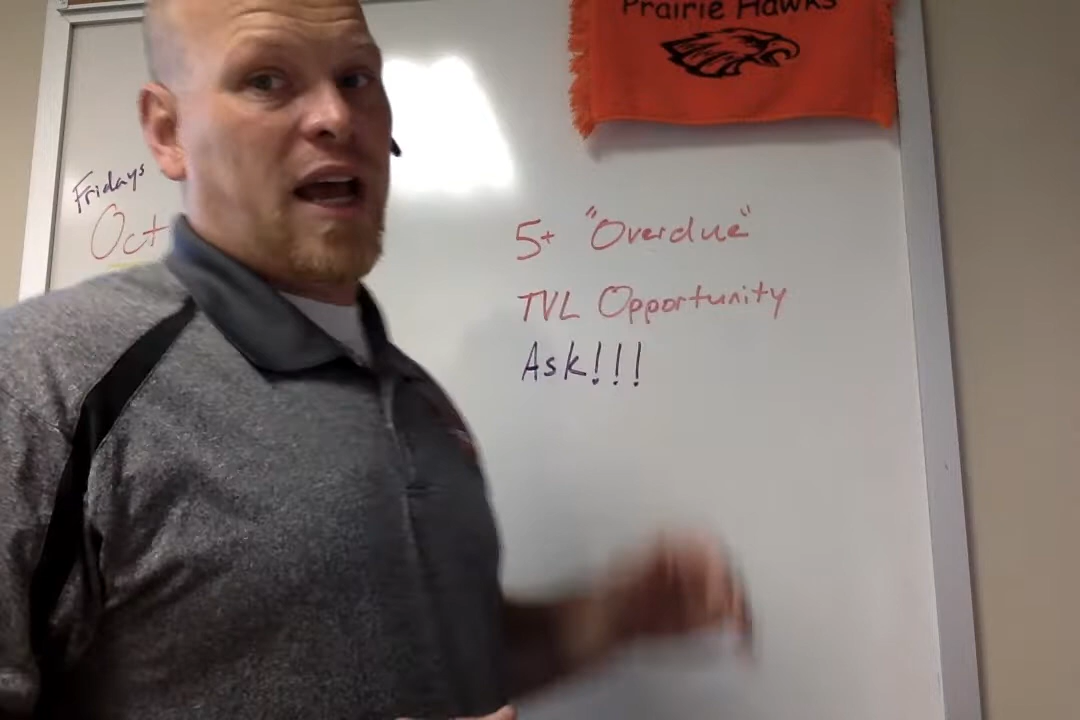 Prairie Hawks
Fridays
Oct
5+ "Overdue"
TVL Opportunity
Ask!!!